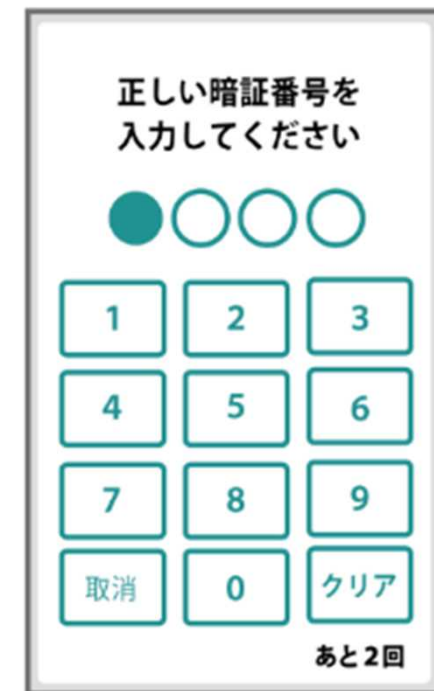 正しい暗証番号を
入力してください
1 2 3
4 5 6
7 8 9
取消 0 クリア
あと2回